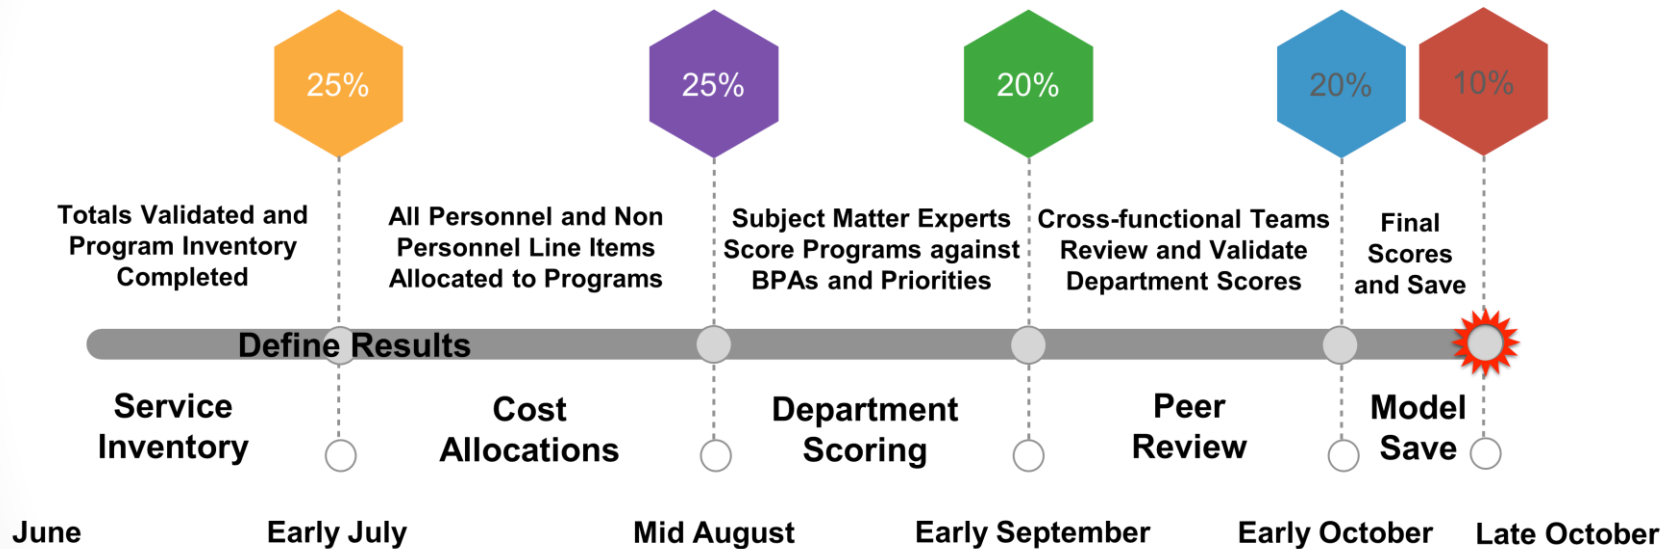 25%
25%
20%
20%
10%
Totals Validated and
Program Inventory
Completed
All Personnel and Non
Personnel Line Items
Allocated to Programs
Subject Matter Experts
Score Programs against
BPAs and Priorities
Cross-functional Teams
Review and Validate
Department Scores
Final
Scores
and Save
Define Results
Service
Inventory
Cost
Allocations
Department
Scoring
Peer
Review
Model
Save
June
Early July
Mid August
Early September
Early October
Late October